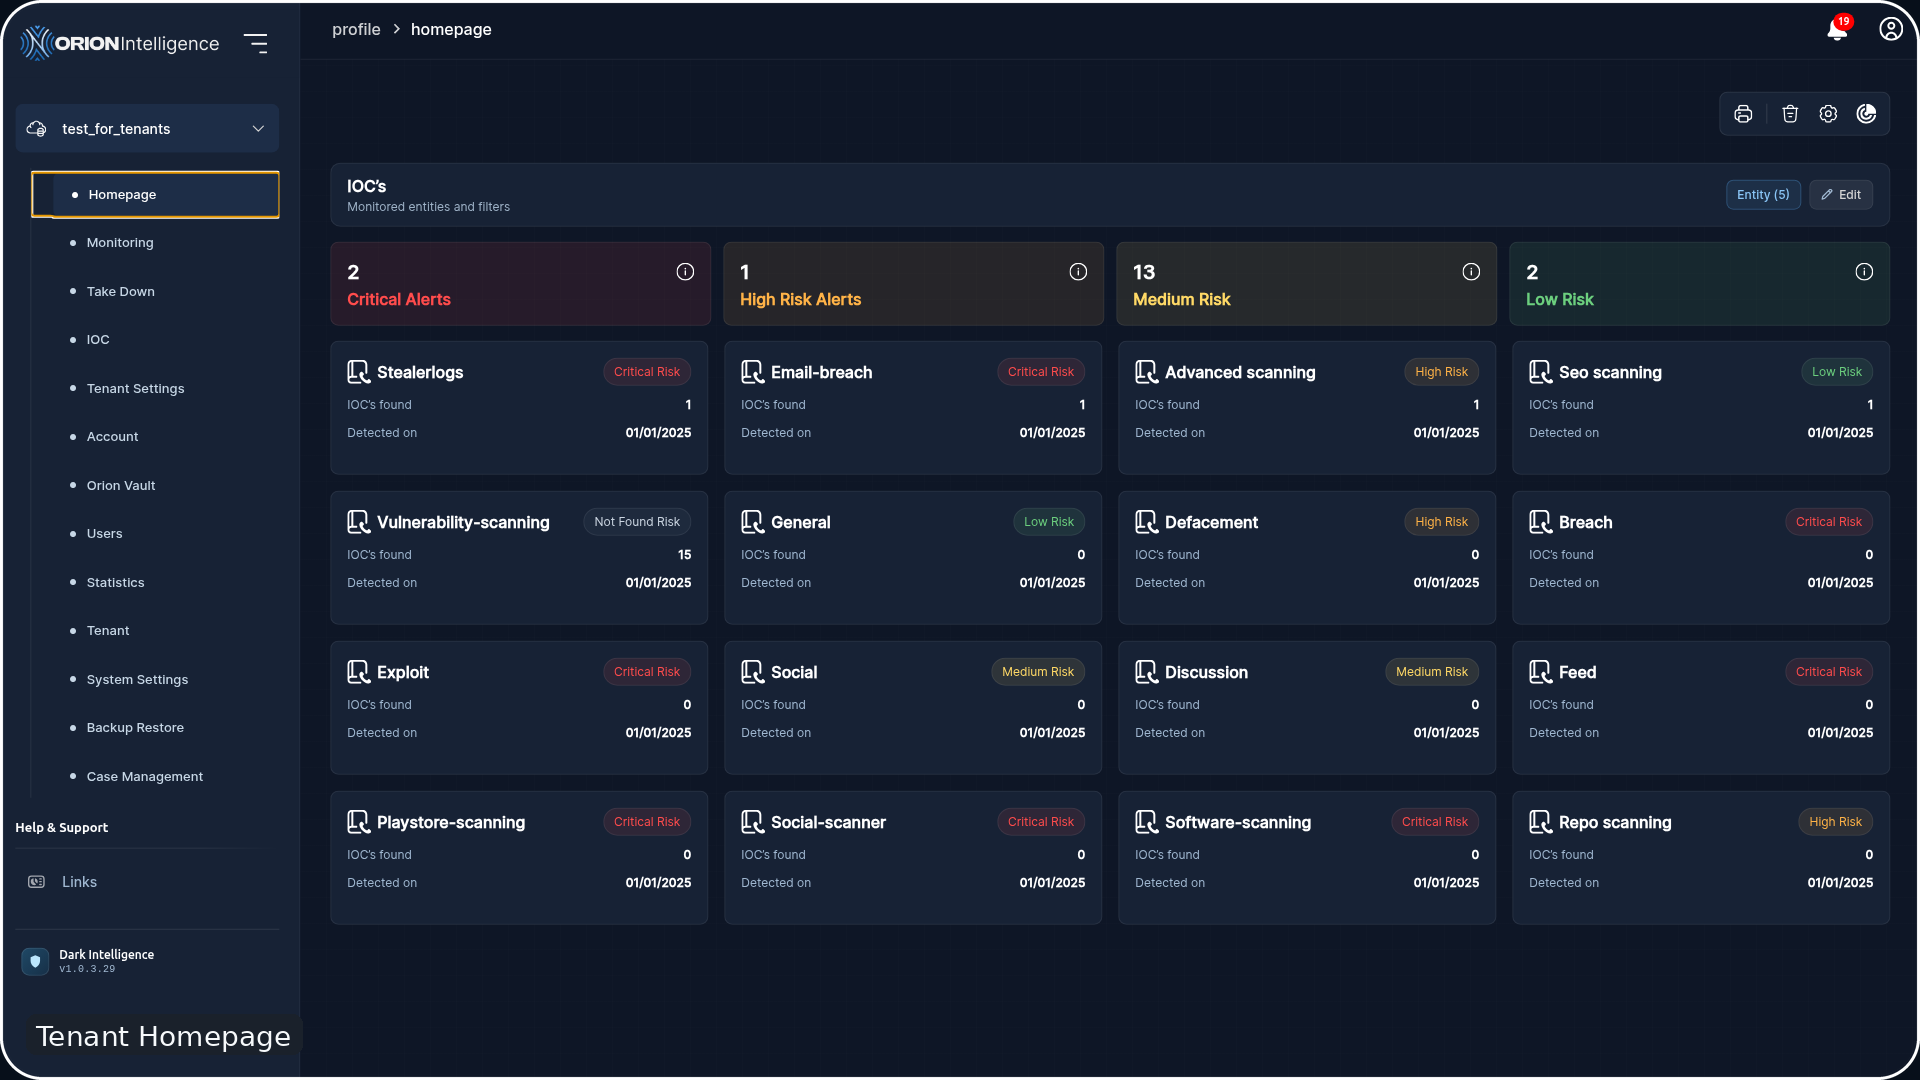 ORIONIntelligence
profile > homepage
19
test_for_tenants
Homepage
Monitoring
Take Down
IOC
Tenant Settings
Account
Orion Vault
Users
Statistics
Tenant
System Settings
Backup Restore
Case Management
Help & Support
Links
Dark Intelligence
v1.0.3.29
Tenant Homepage
IOC's
Monitored entities and filters
Entity (5)
Edit
2
Critical Alerts
1
High Risk Alerts
13
Medium Risk
2
Low Risk
Stealerlogs Critical Risk
IOC's found 1
Detected on 01/01/2025
Email-breach Critical Risk
IOC's found 1
Detected on 01/01/2025
Advanced scanning High Risk
IOC's found 1
Detected on 01/01/2025
Seo scanning Low Risk
IOC's found 1
Detected on 01/01/2025
Vulnerability-scanning Not Found Risk
IOC's found 15
Detected on 01/01/2025
General Low Risk
IOC's found 0
Detected on 01/01/2025
Defacement High Risk
IOC's found 0
Detected on 01/01/2025
Breach Critical Risk
IOC's found 0
Detected on 01/01/2025
Exploit Critical Risk
IOC's found 0
Detected on 01/01/2025
Social Medium Risk
IOC's found 0
Detected on 01/01/2025
Discussion Medium Risk
IOC's found 0
Detected on 01/01/2025
Feed Critical Risk
IOC's found 0
Detected on 01/01/2025
Playstore-scanning Critical Risk
IOC's found 0
Detected on 01/01/2025
Social-scanner Critical Risk
IOC's found 0
Detected on 01/01/2025
Software-scanning Critical Risk
IOC's found 0
Detected on 01/01/2025
Repo scanning High Risk
IOC's found 0
Detected on 01/01/2025